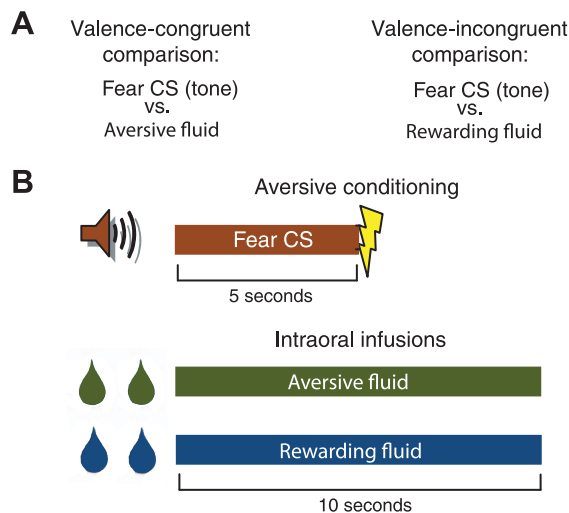 A
Valence-congruent
comparison:
Fear CS (tone)
vs.
Aversive fluid
Valence-incongruent
comparison:
Fear CS (tone)
vs.
Rewarding fluid
B
Aversive conditioning
Fear CS
5 seconds
Intraoral infusions
Aversive fluid
Rewarding fluid
10 seconds